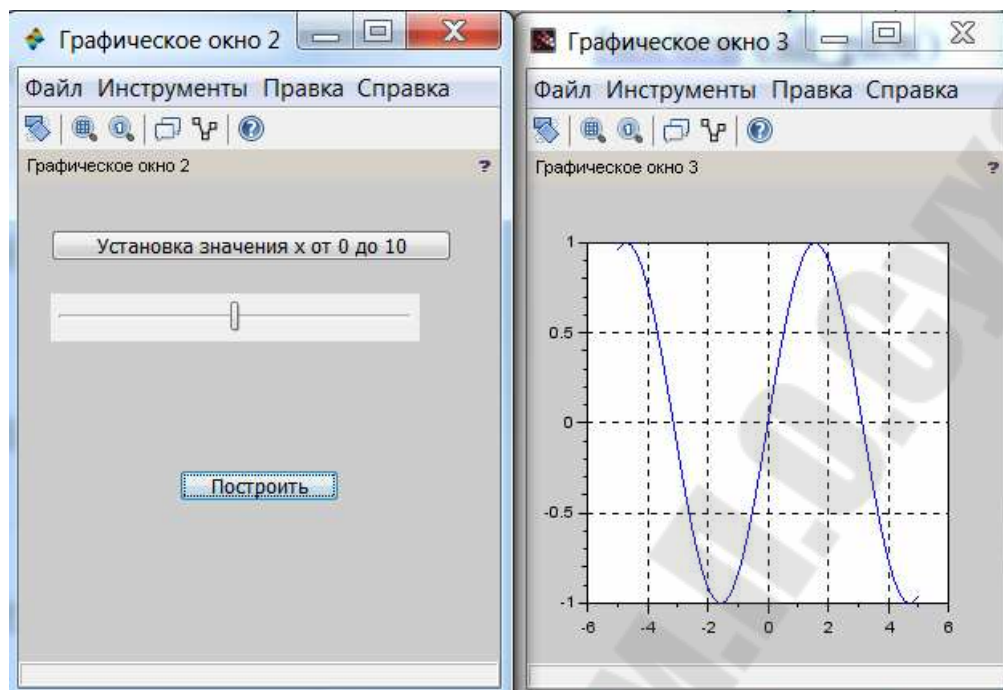 Графическое окно 2
Файл Инструменты Правка Справка
Графическое окно 2 ?
Установка значения x от 0 до 10
Построить
Графическое окно 3
Файл Инструменты Правка Справка
Графическое окно 3 ?
1
0.5
0
-0.5
-1
-6 -4 -2 0 2 4 6